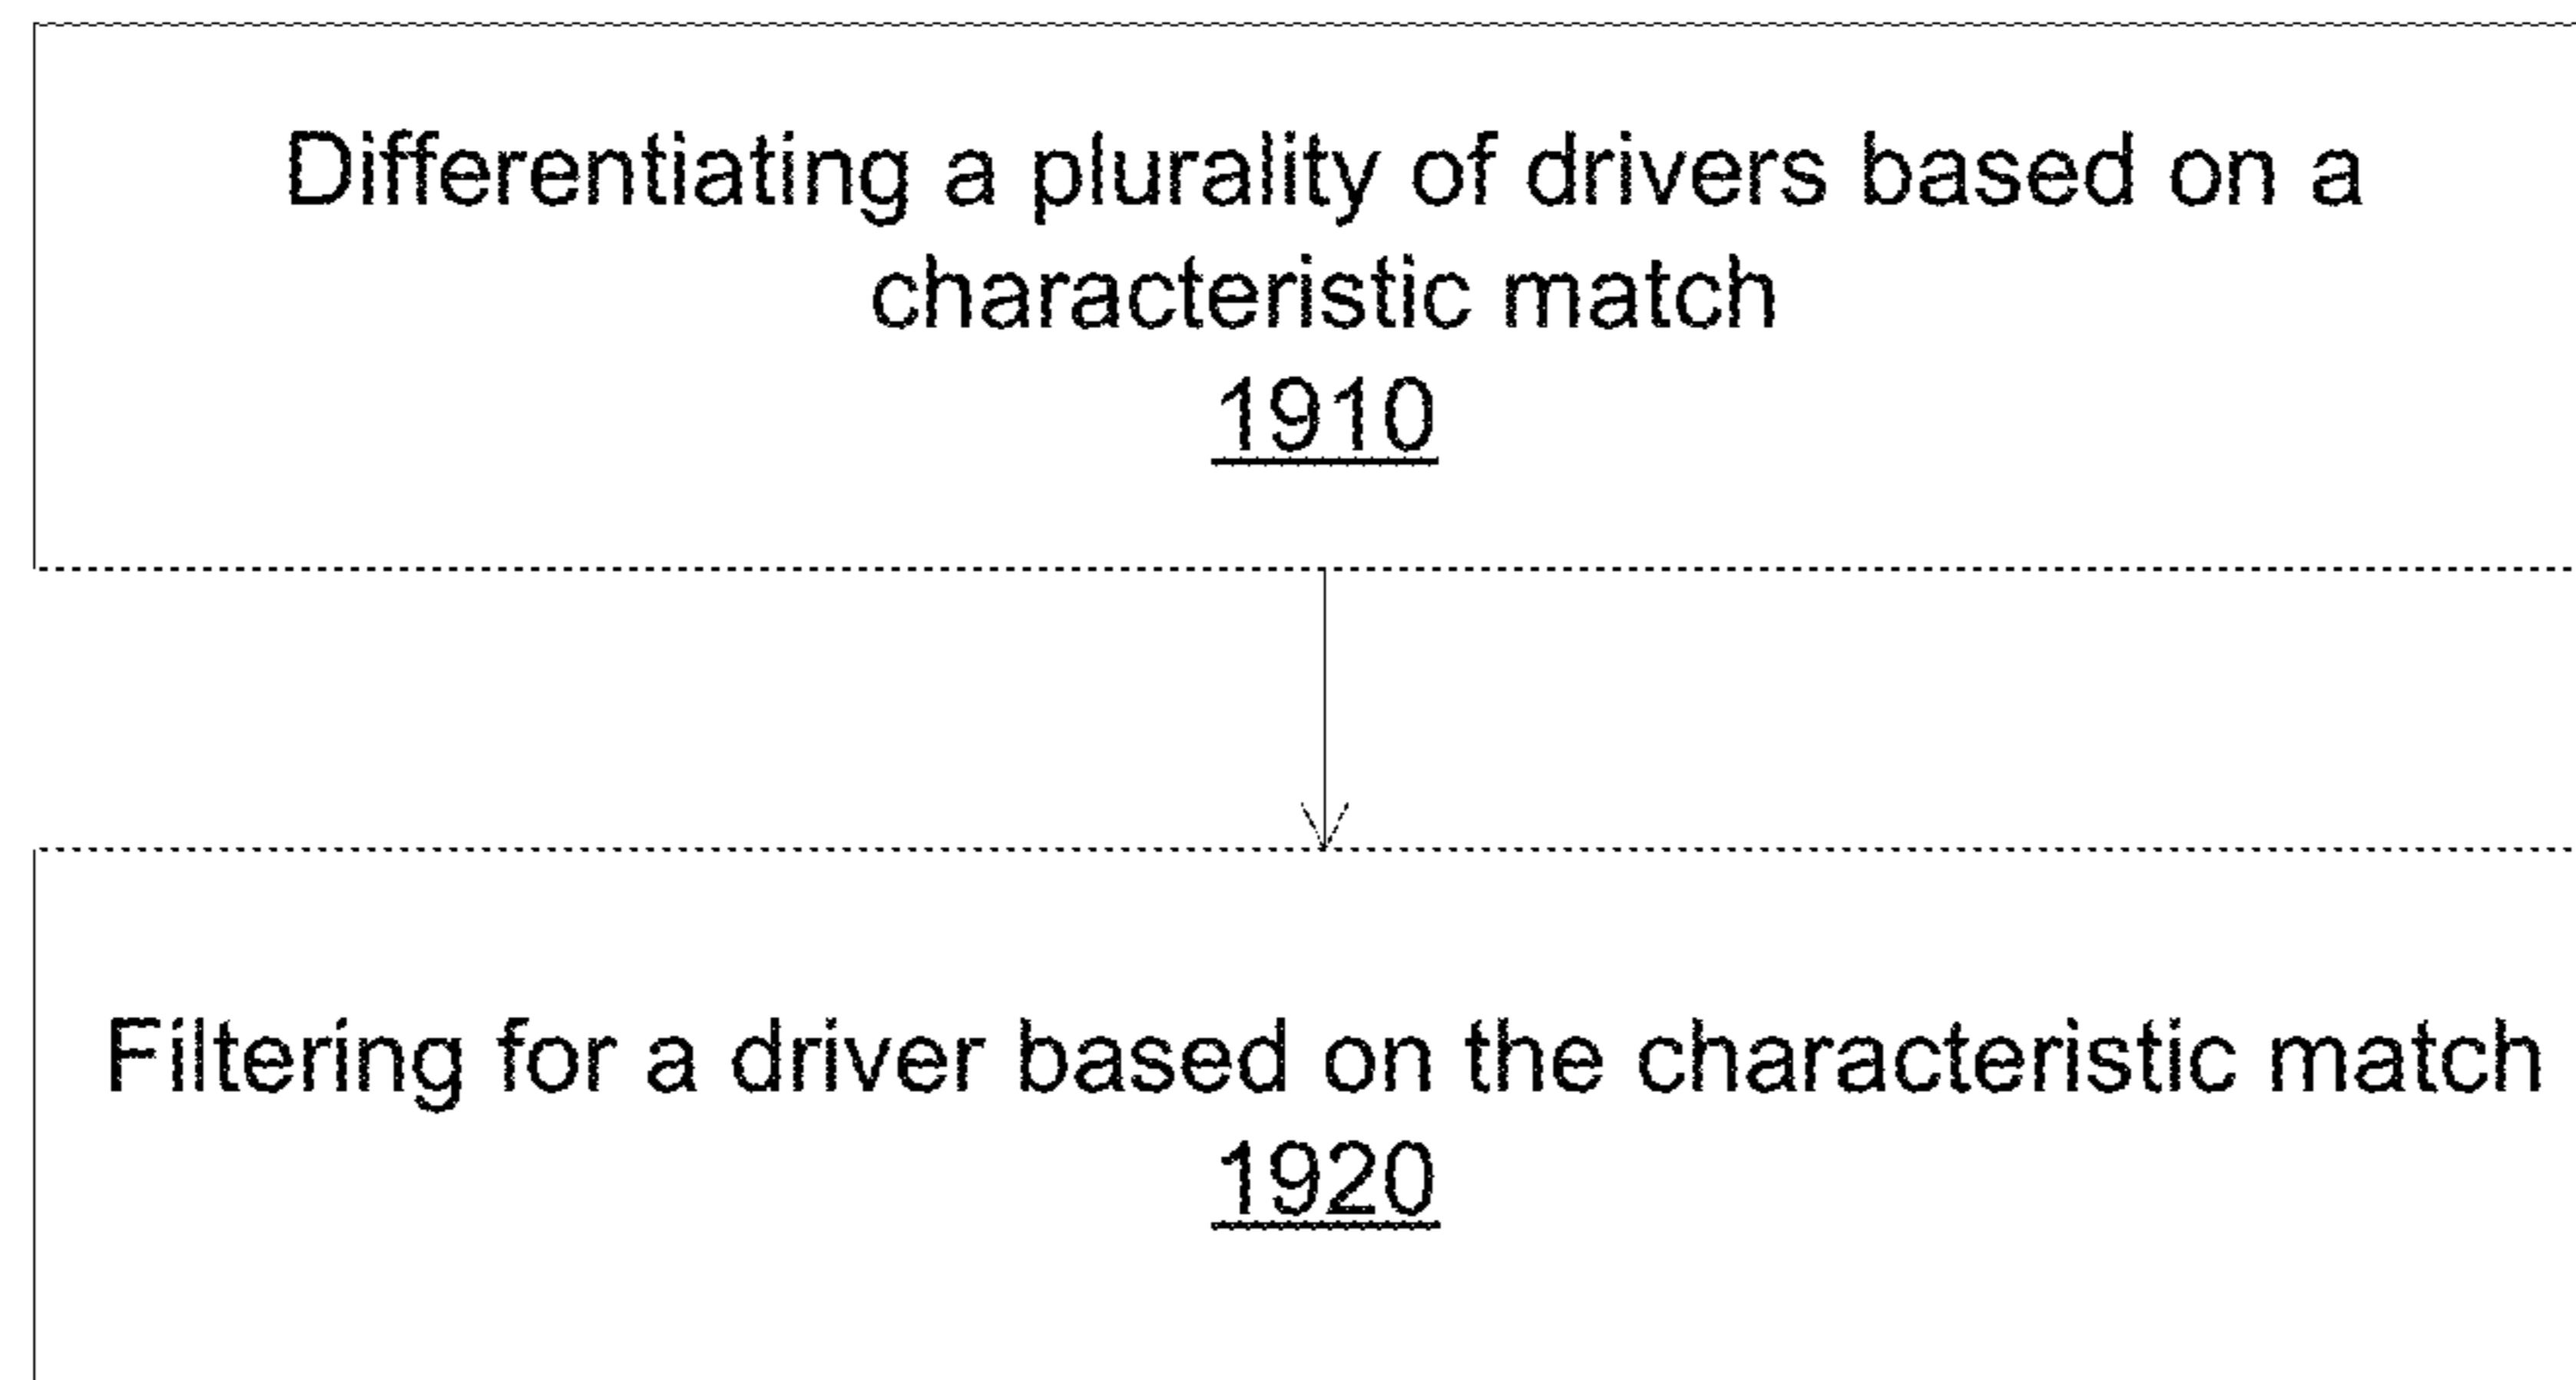 Differentiating a plurality of drivers based on a
characteristic match
1910
Filtering for a driver based on the characteristic match
1920